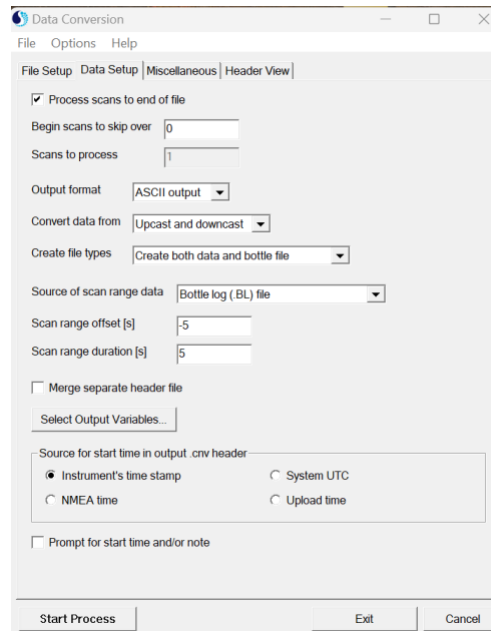 Data Conversion
File Options Help
File Setup Data Setup Miscellaneous Header View
Process scans to end of file
Begin scans to skip over 0
Scans to process 1
Output format ASCII output
Convert data from Upcast and downcast
Create file types Create both data and bottle file
Source of scan range data Bottle log (.BL) file
Scan range offset [s] -5
Scan range duration [s] 5
Merge separate header file
Select Output Variables...
Source for start time in output .cnv header
Instrument's time stamp System UTC
NMEA time Upload time
Prompt for start time and/or note
Start Process Exit Cancel